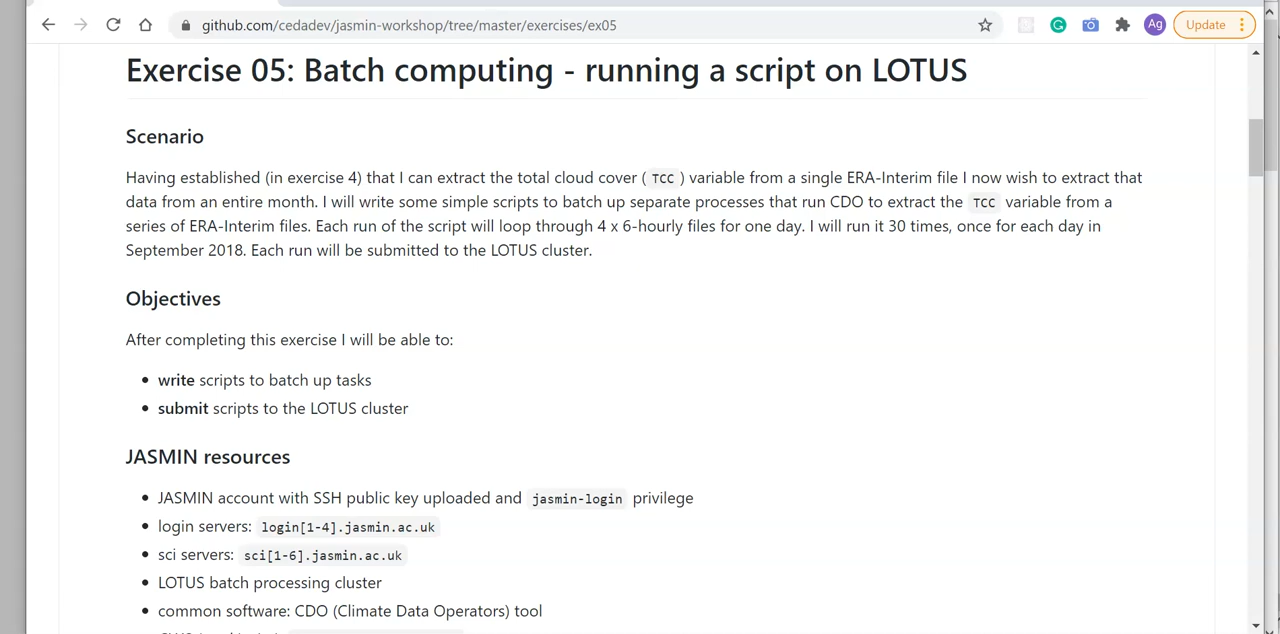 github.com/cedadev/jasmin-workshop/tree/master/exercises/ex05
Ag
Update
Exercise 05: Batch computing - running a script on LOTUS
Scenario
Having established (in exercise 4) that I can extract the total cloud cover ( TCC ) variable from a single ERA-Interim file I now wish to extract that
data from an entire month. I will write some simple scripts to batch up separate processes that run CDO to extract the TCC variable from a
series of ERA-Interim files. Each run of the script will loop through 4 x 6-hourly files for one day. I will run it 30 times, once for each day in
September 2018. Each run will be submitted to the LOTUS cluster.
Objectives
After completing this exercise I will be able to:
write scripts to batch up tasks
submit scripts to the LOTUS cluster
JASMIN resources
JASMIN account with SSH public key uploaded and jasmin-login privilege
login servers: login[1-4].jasmin.ac.uk
sci servers: sci[1-6].jasmin.ac.uk
LOTUS batch processing cluster
common software: CDO (Climate Data Operators) tool